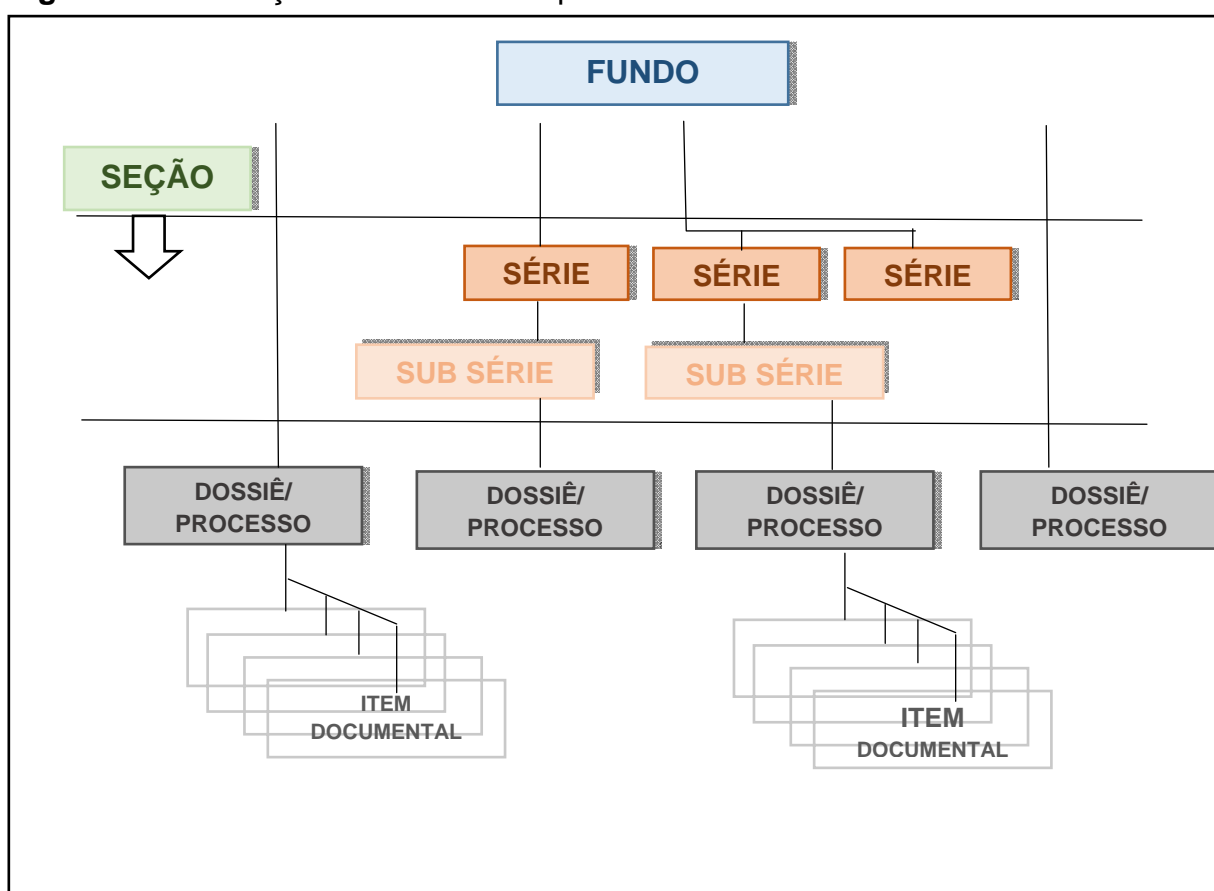 FUNDO
SEÇÃO
SÉRIE
SÉRIE
SÉRIE
SUB SÉRIE
SUB SÉRIE
DOSSIÊ/
PROCESSO
DOSSIÊ/
PROCESSO
DOSSIÊ/
PROCESSO
DOSSIÊ/
PROCESSO
ITEM
DOCUMENTAL
ITEM
DOCUMENTAL